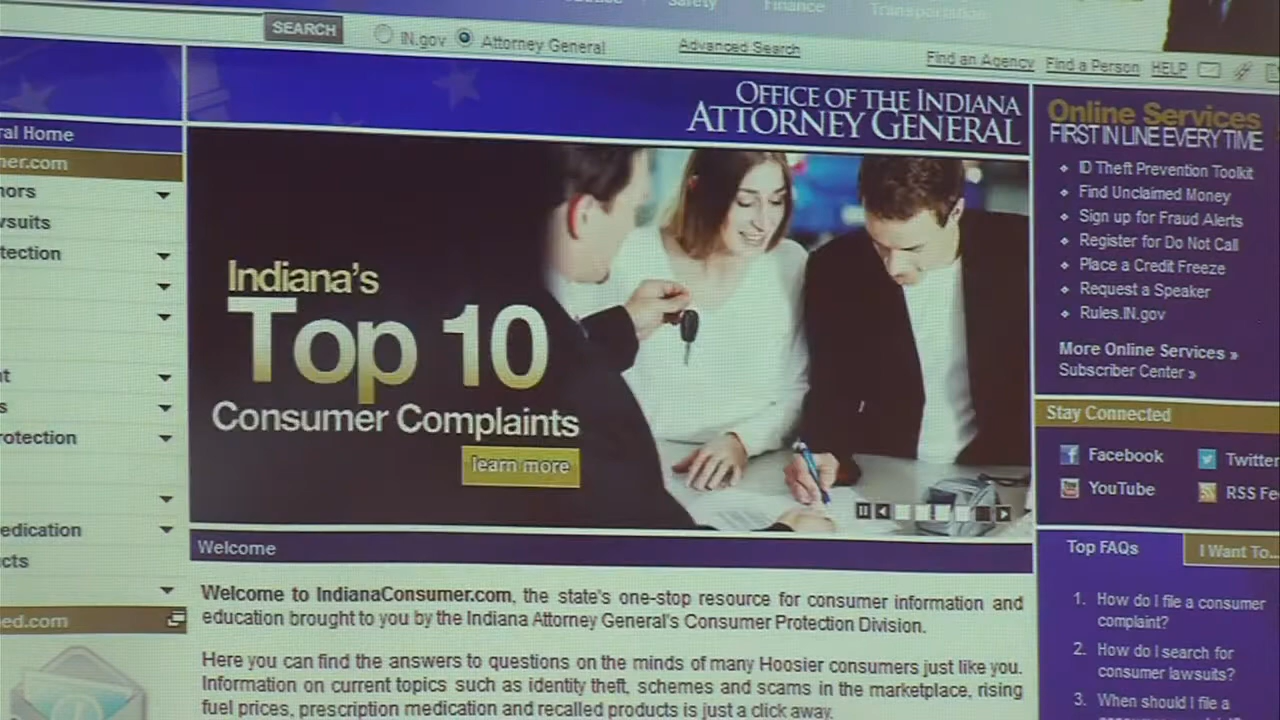 Safety Finance Transportation
SEARCH IN.gov Attorney General Advanced Search
Find an Agency Find a Person HELP
OFFICE OF THE INDIANA
ATTORNEY GENERAL
ral Home
ner.com
nors
wsuits
tection
t
s
rotection
edication
cts
ed.com
Indiana's
Top 10
Consumer Complaints
learn more
Welcome
Welcome to IndianaConsumer.com, the state's one-stop resource for consumer information and
education brought to you by the Indiana Attorney General's Consumer Protection Division.
Here you can find the answers to questions on the minds of many Hoosier consumers just like you.
Information on current topics such as identity theft, schemes and scams in the marketplace, rising
fuel prices, prescription medication and recalled products is just a click away.
Online Services
FIRST IN LINE EVERY TIME
ID Theft Prevention Toolkit
Find Unclaimed Money
Sign up for Fraud Alerts
Register for Do Not Call
Place a Credit Freeze
Request a Speaker
Rules.IN.gov
More Online Services »
Subscriber Center »
Stay Connected
Facebook Twitter
YouTube RSS Fe
Top FAQs I Want To...
1. How do I file a consumer
complaint?
2. How do I search for
consumer lawsuits?
3. When should I file a